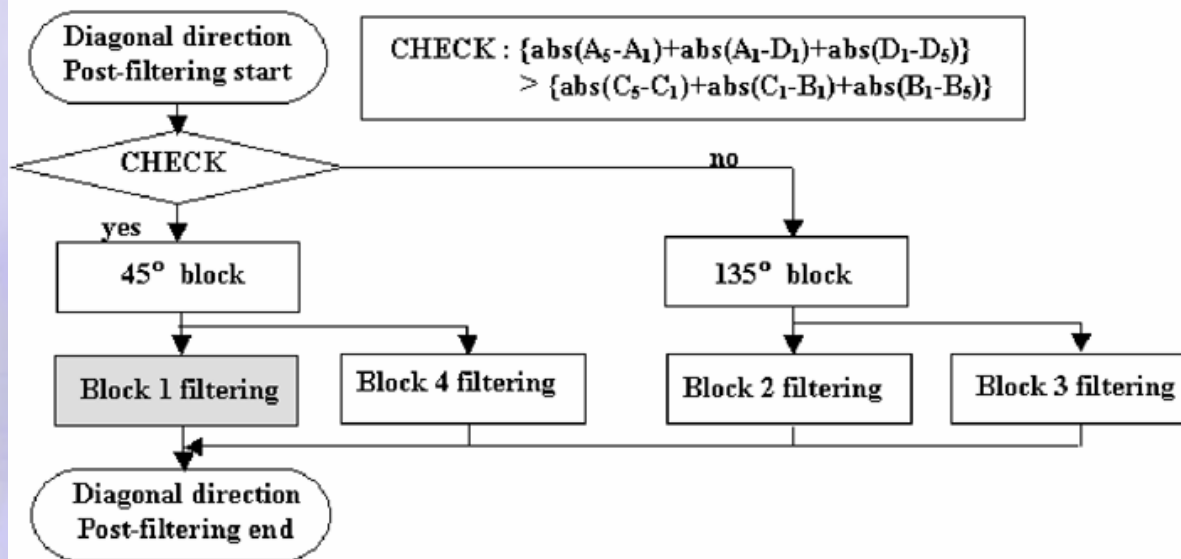 Diagonal direction
Post-filtering start
CHECK : {abs(A₅-A₁)+abs(A₁-D₁)+abs(D₁-D₅)}
> {abs(C₅-C₁)+abs(C₁-B₁)+abs(B₁-B₅)}
CHECK
no
yes
45° block
135° block
Block 1 filtering
Block 4 filtering
Block 2 filtering
Block 3 filtering
Diagonal direction
Post-filtering end